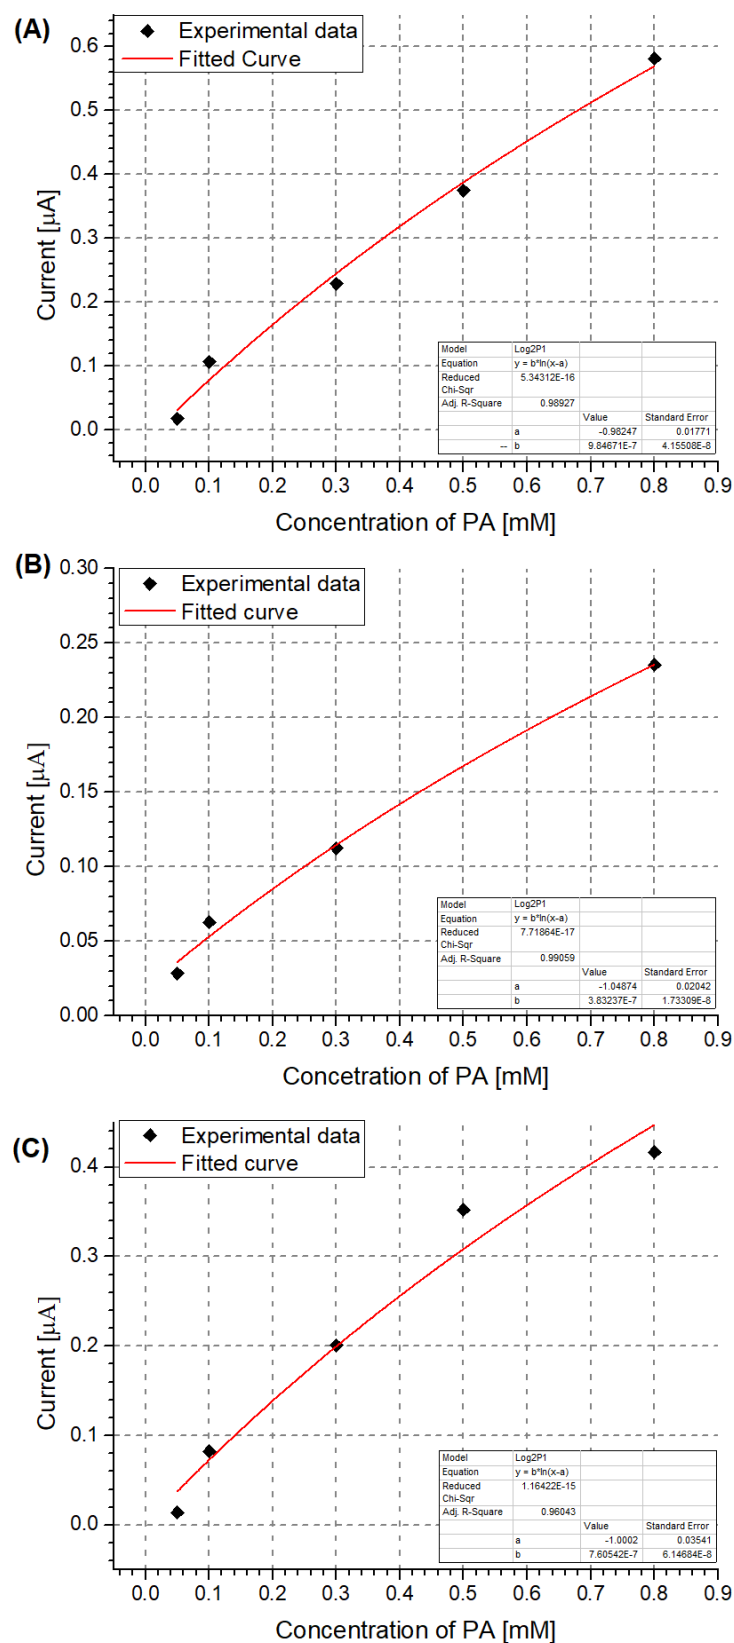 (A)
Experimental data
Fitted Curve
0.6
0.5
0.4
0.3
0.2
0.1
0.0
Current [μA]
Model Log2P1
Equation y = b*ln(x-a)
Reduced Chi-Sqr 5.34312E-16
Adj. R-Square 0.98927
Value Standard Error
a -0.98247 0.01771
-- b 9.84671E-7 4.15508E-8
0.0 0.1 0.2 0.3 0.4 0.5 0.6 0.7 0.8 0.9
Concentration of PA [mM]
(B)
Experimental data
Fitted curve
0.30
0.25
0.20
0.15
0.10
0.05
0.00
Current [μA]
Model Log2P1
Equation y = b*ln(x-a)
Reduced Chi-Sqr 7.71864E-17
Adj. R-Square 0.99059
Value Standard Error
a -1.04874 0.02042
b 3.83237E-7 1.73309E-8
0.0 0.1 0.2 0.3 0.4 0.5 0.6 0.7 0.8 0.9
Concetration of PA [mM]
(C)
Experimental data
Fitted curve
0.4
0.3
0.2
0.1
0.0
Current [μA]
Model Log2P1
Equation y = b*ln(x-a)
Reduced Chi-Sqr 1.16422E-15
Adj. R-Square 0.96043
Value Standard Error
a -1.0002 0.03541
b 7.60542E-7 6.14684E-8
0.0 0.1 0.2 0.3 0.4 0.5 0.6 0.7 0.8 0.9
Concentration of PA [mM]